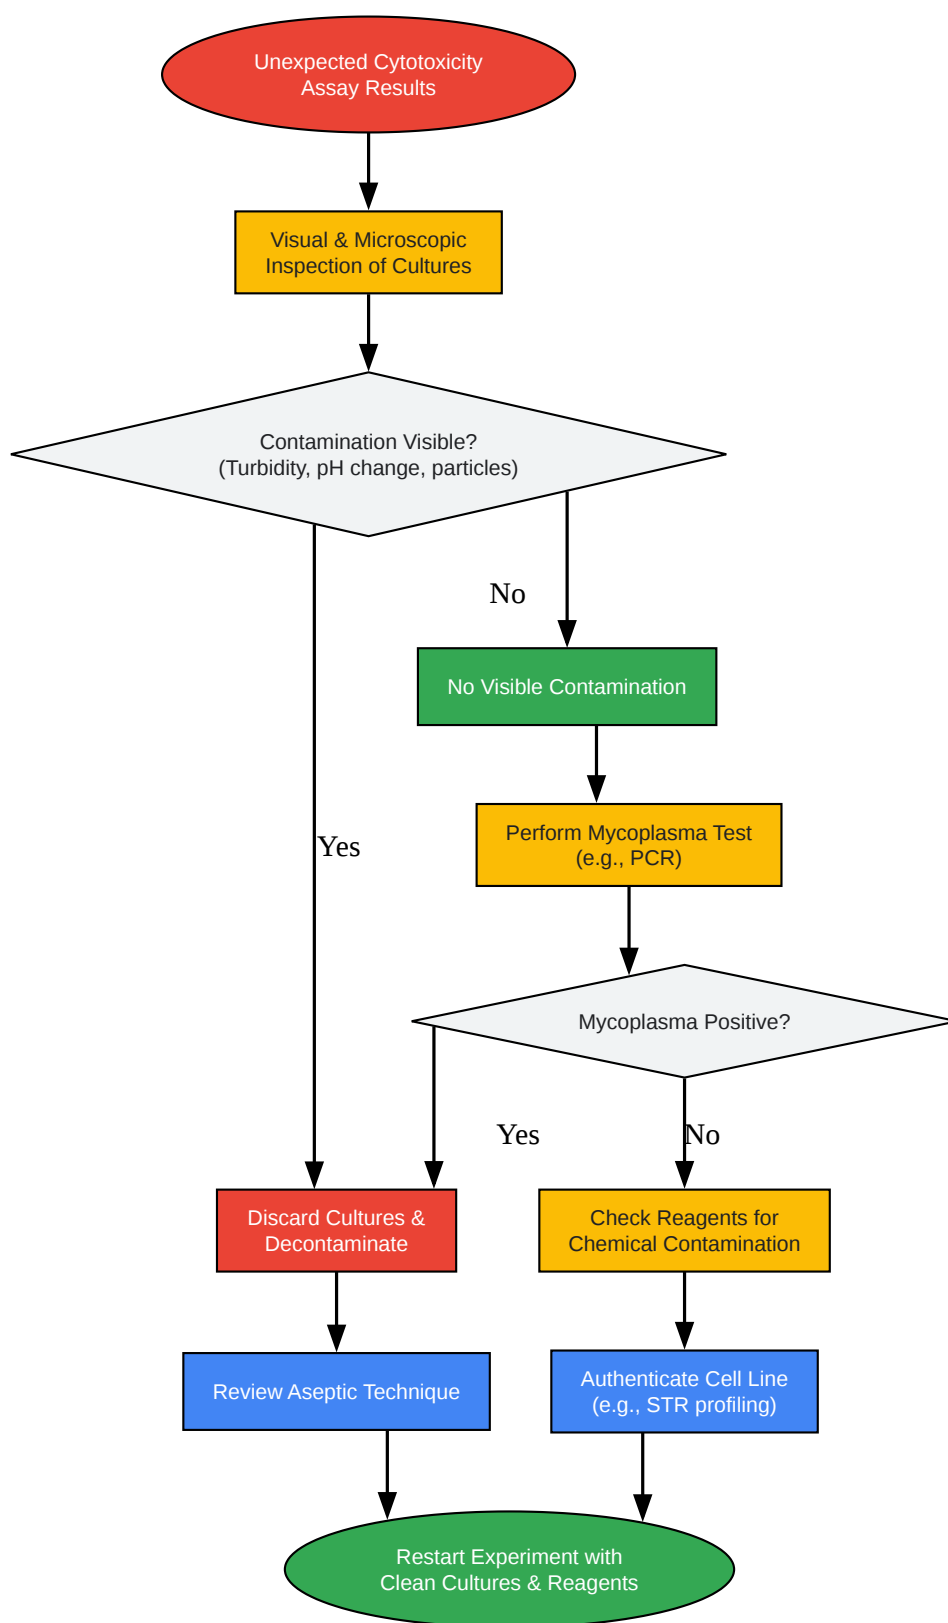 Unexpected Cytotoxicity
Assay Results
Visual & Microscopic
Inspection of Cultures
Contamination Visible?
(Turbidity, pH change, particles)
No
No Visible Contamination
Perform Mycoplasma Test
(e.g., PCR)
Yes
Mycoplasma Positive?
Yes
No
Discard Cultures &
Decontaminate
Check Reagents for
Chemical Contamination
Review Aseptic Technique
Authenticate Cell Line
(e.g., STR profiling)
Restart Experiment with
Clean Cultures & Reagents